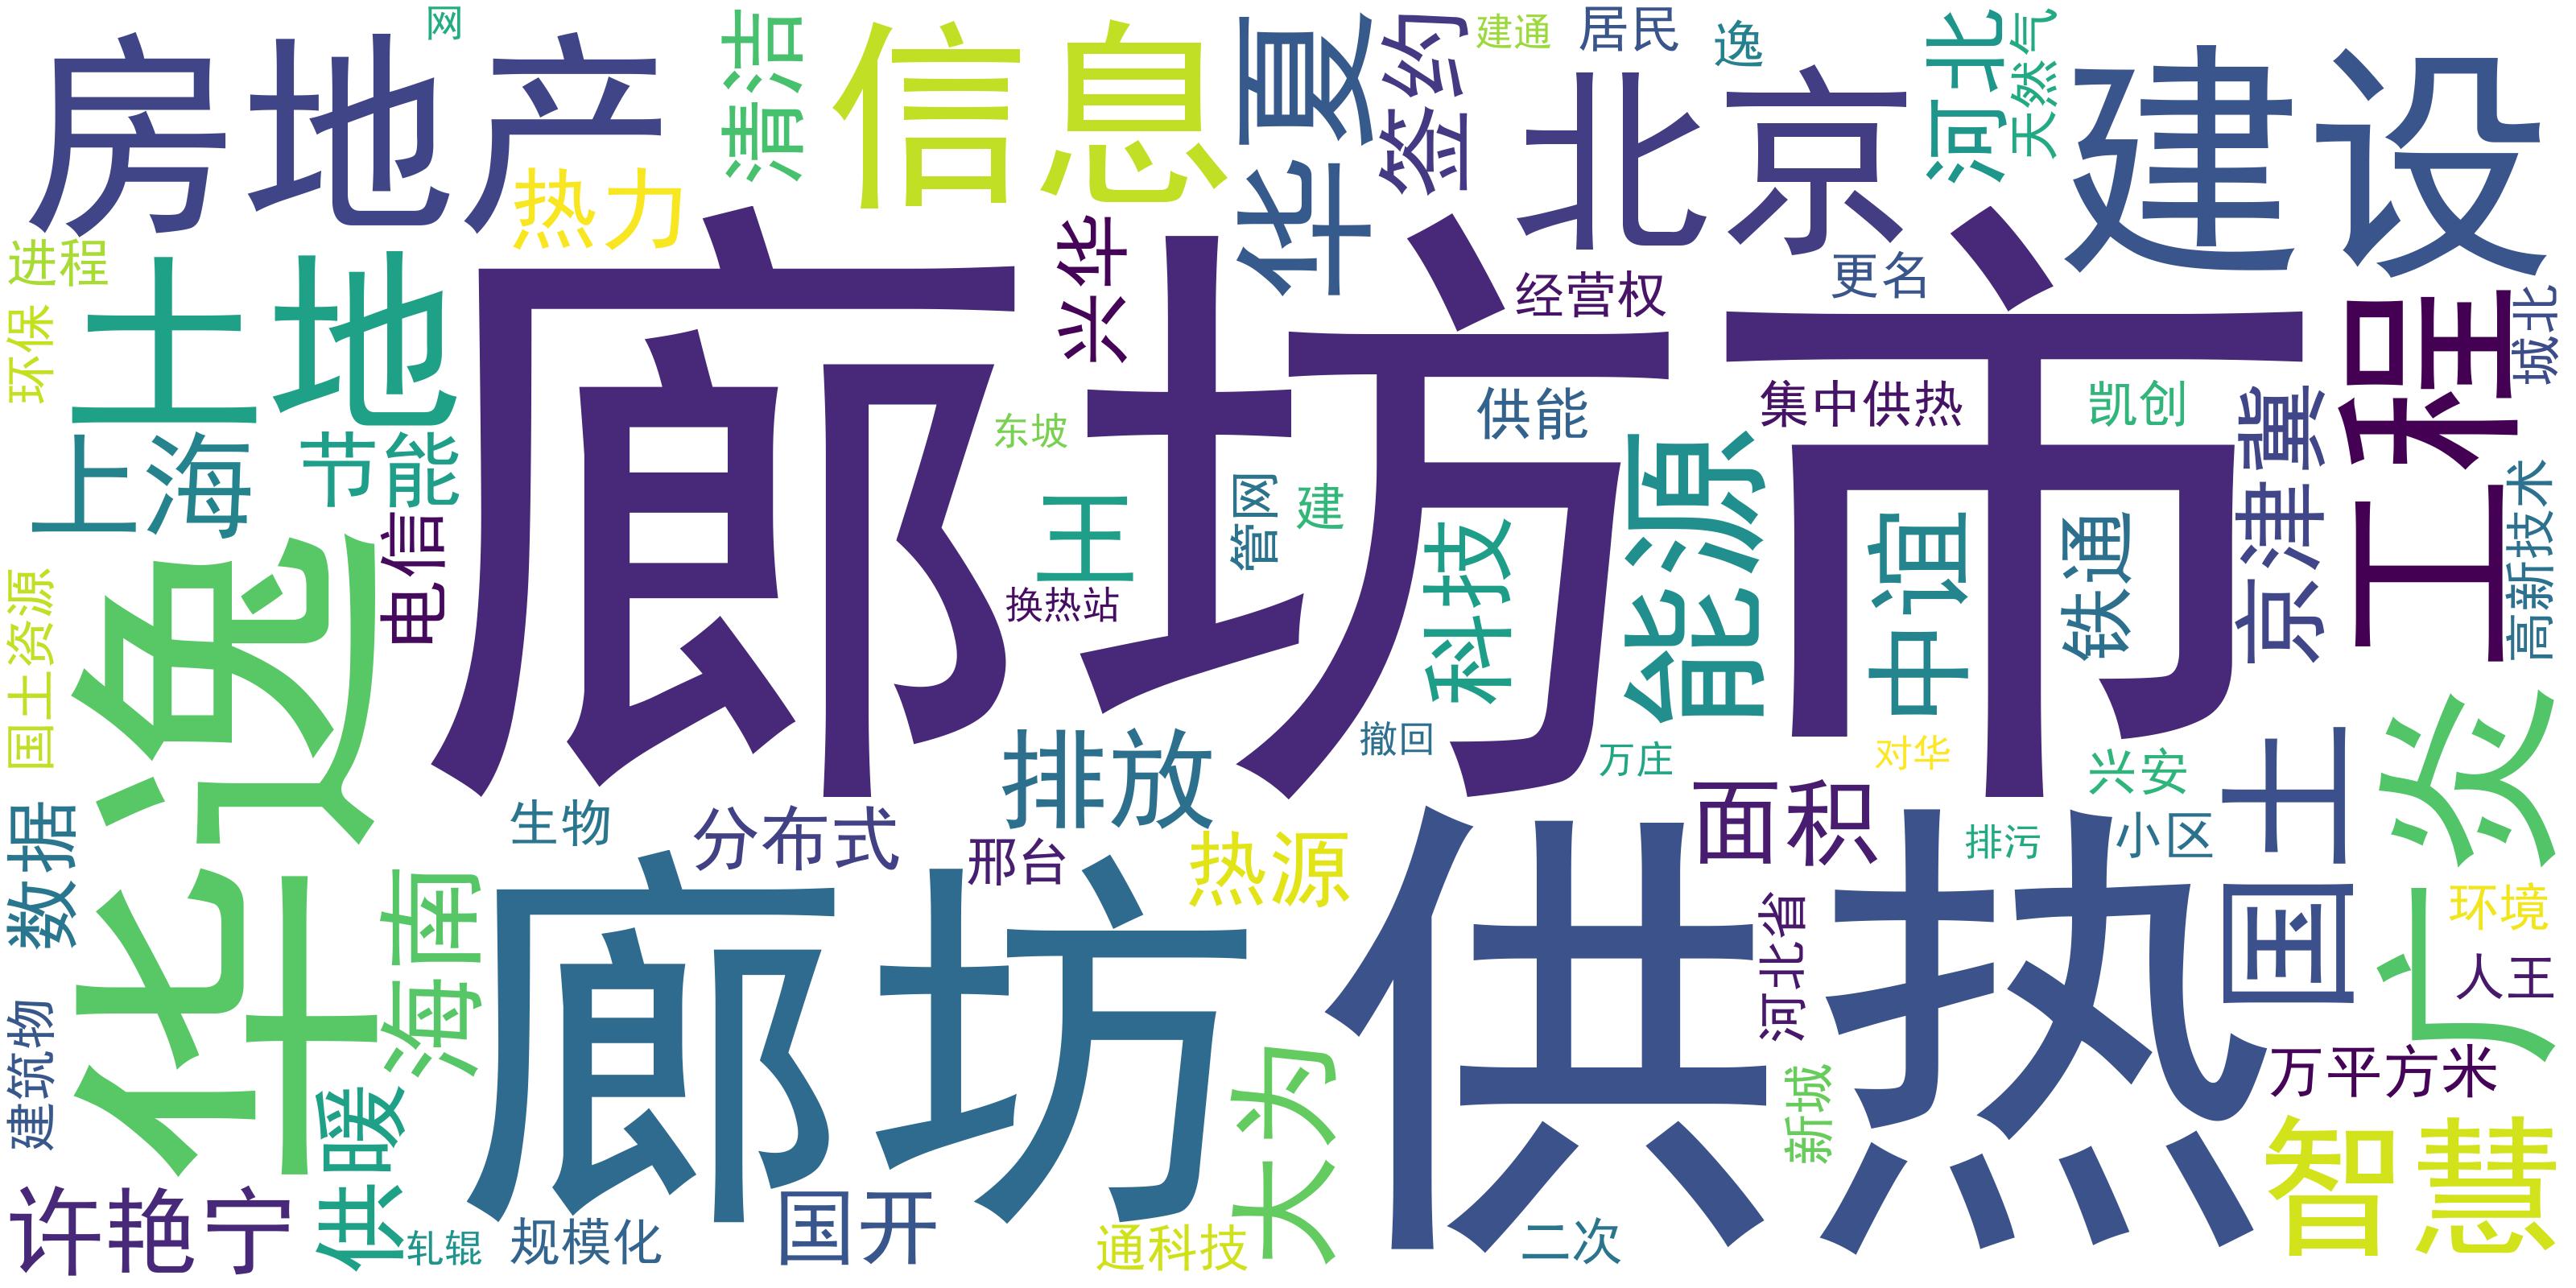 网
房地产
清洁
信息
华夏
签约
建通
居民
逸
北京
河北
天然气
建设
热力
进程
土地
兴华
经营权
更名
工程
城北
环保
廊坊市
上海
节能
东坡
供能
集中供热
凯创
京津冀
电信
王
管网
建
科技
能源
中谊
铁通
高新技术
国土资源
华逸
换热站
排放
撤回
万庄
对华
兴安
国土
广炎
数据
生物
分布式
邢台
热源
面积
排污
小区
环境
海南
廊坊
供热
河北省
人王
建筑物
供暖
大为
新城
万平方米
智慧
许艳宁
轧辊
规模化
国开
通科技
二次